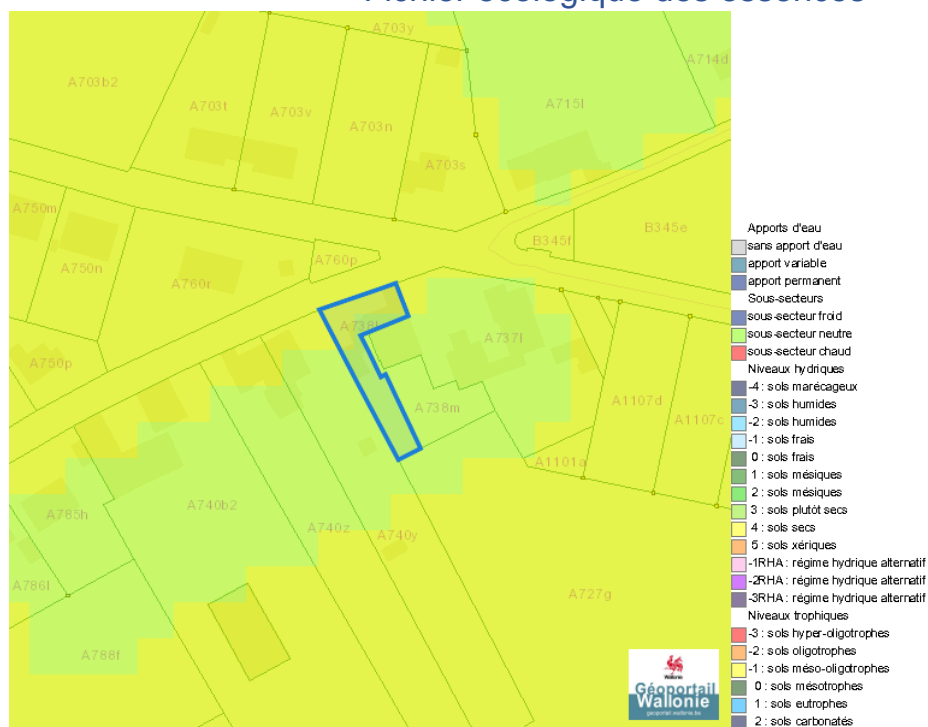 Fichier écologique des essences
A703y
A703b2
A714d
A703t
A703v
A715l
A703n
A703s
A750m
B345e
B345f
A750n
A760p
A760r
A737l
A750p
A738m
A1107d
A1107c
A1101a
A740b2
A785h
A740z
A740y
A786l
A727g
A788f
Wallonie
Géoportail
Wallonie
geoportail.wallonie.be
Apports d'eau
sans apport d'eau
apport variable
apport permanent
Sous-secteurs
sous-secteur froid
sous-secteur neutre
sous-secteur chaud
Niveaux hydriques
-4 : sols marécageux
-3 : sols humides
-2 : sols humides
-1 : sols frais
0 : sols frais
1 : sols mésiques
2 : sols mésiques
3 : sols plutôt secs
4 : sols secs
5 : sols xériques
-1RHA : régime hydrique alternatif
-2RHA : régime hydrique alternatif
-3RHA : régime hydrique alternatif
Niveaux trophiques
-3 : sols hyper-oligotrophes
-2 : sols oligotrophes
-1 : sols méso-oligotrophes
0 : sols mésotrophes
1 : sols eutrophes
2 : sols carbonatés